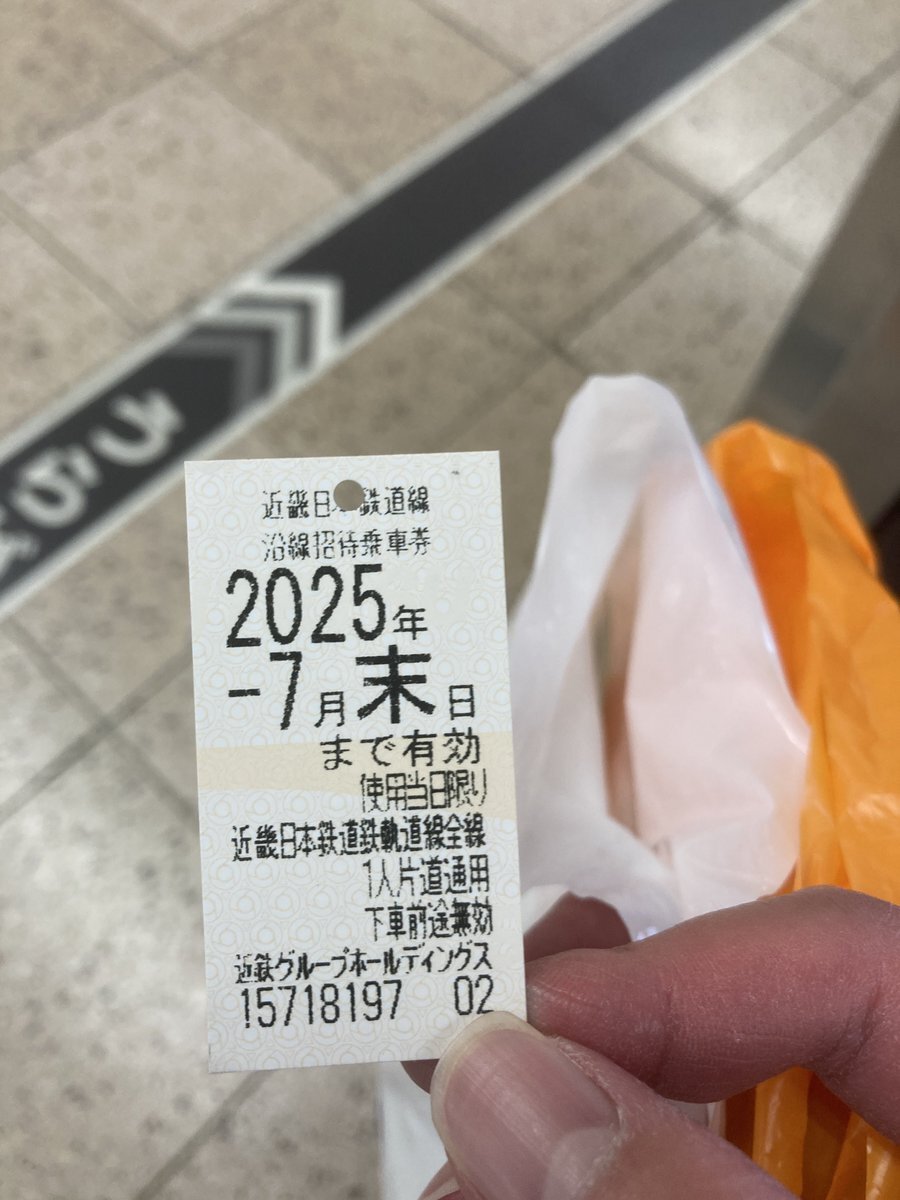 近畿日本鉄道線
沿線招待乗車券
2025年
-7月末日
まで有効
使用当日限り
近畿日本鉄道鉄軌道線全線
1人片道通用
下車前途無効
近鉄グループホールディングス
15718197 02